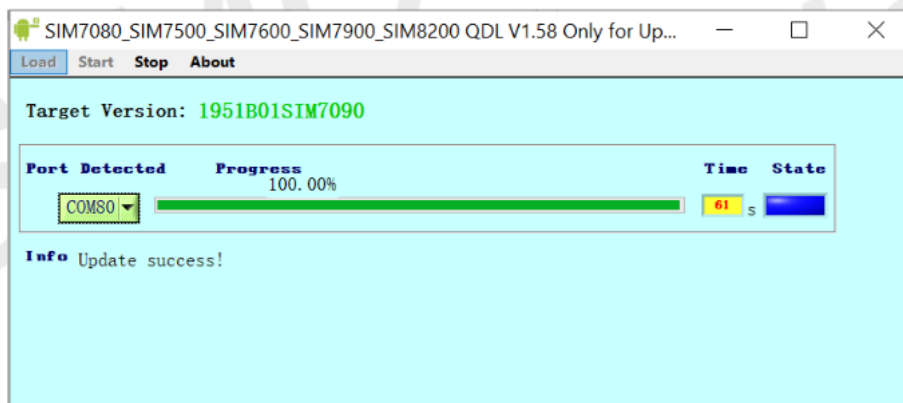 SIM7080_SIM7500_SIM7600_SIM7900_SIM8200 QDL V1.58 Only for Up...
Load Start Stop About
Target Version: 1951B01SIM7090
Port Detected Progress Time State
100.00%
COM80 61 s
Info Update success!